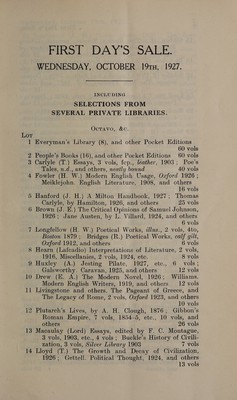 FIRST DAY'S SALE.
WEDNESDAY, OCTOBER 19TH, 1927.
INCLUDING
SELECTIONS FROM
SEVERAL PRIVATE LIBRARIES.
OCTAVO, &C.
LOT
1 Everyman's Library (8), and other Pocket Editions
60 vols
2 People's Books (16), and other Pocket Editions 60 vols
3 Carlyle (T.) Essays, 3 vols, fcp., leather, 1903; Poe's
Tales, n.d., and others, neatly bound 40 vols
4 Fowler (H. W.) Modern English Usage, Oxford 1926;
Meiklejohn. English Literature, 1908, and others
16 vols
5 Hanford (J. H.) A Milton Handbook, 1927; Thomas
Carlyle, by Hamilton, 1926, and others 25 vols
6 Brown (J. E.) The Critical Opinions of Samuel Johnson,
1926; Jane Austen, by L. Villard, 1924, and others
6 vols
7 Longfellow (H. W.) Poetical Works, illus., 2 vols, 4to,
Boston 1879; Bridges (R.) Poetical Works, calf gilt,
Oxford 1912, and others 6 vols
8 Hearn (Lafcadio) Interpretations of Literature, 2 vols,
1916, Miscellanies, 2 vols, 1924, etc. 8 vols
9 Huxley (A.) Jesting Pilate, 1927, etc., 6 vols;
Galsworthy. Caravan, 1925, and others 12 vols
10 Drew (E. A.) The Modern Novel, 1926; Williams.
Modern English Writers, 1919, and others 12 vols
11 Livingstone and others. The Pageant of Greece, and
The Legacy of Rome, 2 vols, Oxford 1923, and others
10 vols
12 Plutarch's Lives, by A. H. Clough, 1876; Gibbon's
Roman Empire, 7 vols, 1854-5, etc., 10 vols, and
others 26 vols
13 Macaulay (Lord) Essays, edited by F. C. Montague,
3 vols, 1903, etc., 4 vols; Buckle's History of Civili-
zation, 3 vols, Silver Library 1903 7 vols
14 Lloyd (T.) The Growth and Decay of Civilization,
1926; Gettell. Political Thought, 1924, and others
13 vols